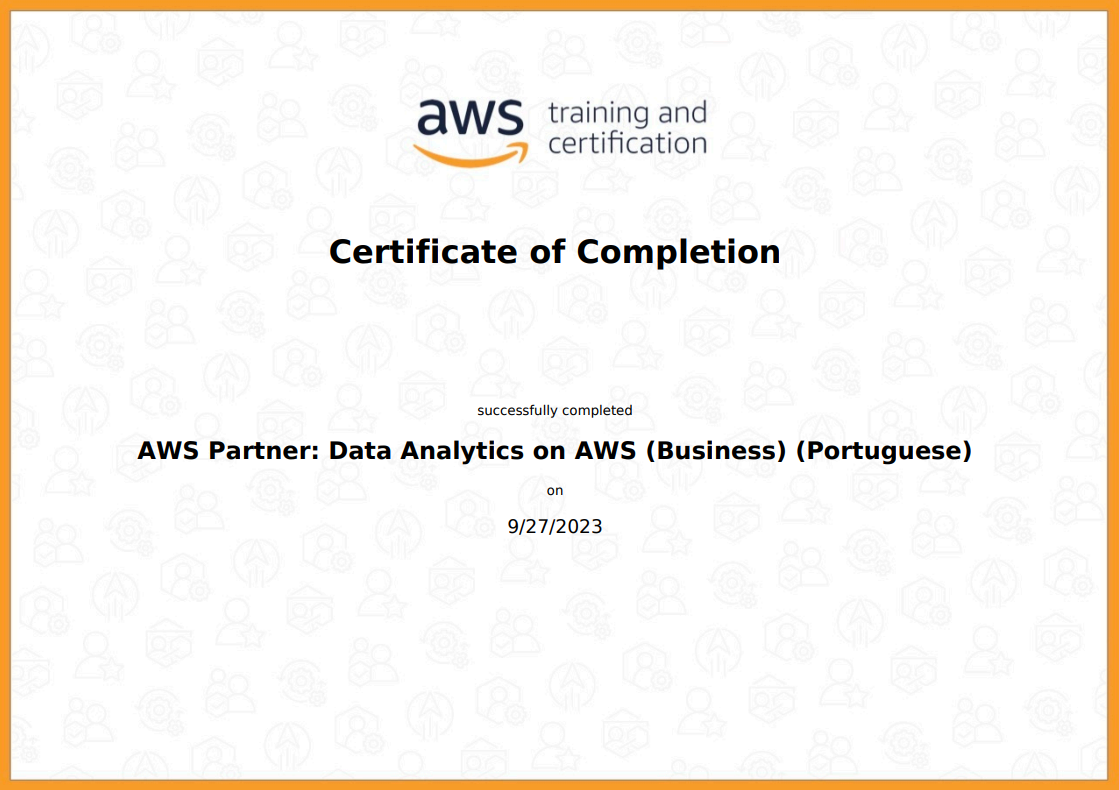 aws training and
certification
Certificate of Completion
successfully completed
AWS Partner: Data Analytics on AWS (Business) (Portuguese)
on
9/27/2023